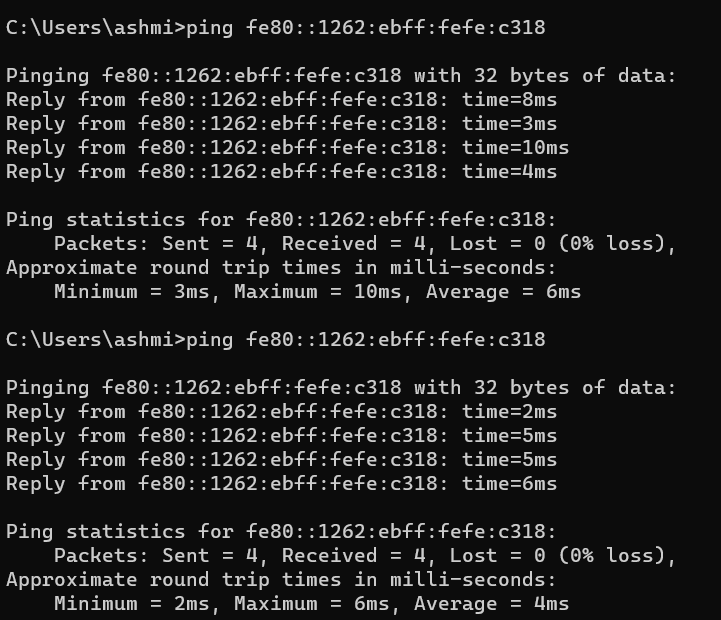 C:\Users\ashmi>ping fe80::1262:ebff:fefe:c318
Pinging fe80::1262:ebff:fefe:c318 with 32 bytes of data:
Reply from fe80::1262:ebff:fefe:c318: time=8ms
Reply from fe80::1262:ebff:fefe:c318: time=3ms
Reply from fe80::1262:ebff:fefe:c318: time=10ms
Reply from fe80::1262:ebff:fefe:c318: time=4ms
Ping statistics for fe80::1262:ebff:fefe:c318:
    Packets: Sent = 4, Received = 4, Lost = 0 (0% loss),
Approximate round trip times in milli-seconds:
    Minimum = 3ms, Maximum = 10ms, Average = 6ms
C:\Users\ashmi>ping fe80::1262:ebff:fefe:c318
Pinging fe80::1262:ebff:fefe:c318 with 32 bytes of data:
Reply from fe80::1262:ebff:fefe:c318: time=2ms
Reply from fe80::1262:ebff:fefe:c318: time=5ms
Reply from fe80::1262:ebff:fefe:c318: time=5ms
Reply from fe80::1262:ebff:fefe:c318: time=6ms
Ping statistics for fe80::1262:ebff:fefe:c318:
    Packets: Sent = 4, Received = 4, Lost = 0 (0% loss),
Approximate round trip times in milli-seconds:
    Minimum = 2ms, Maximum = 6ms, Average = 4ms